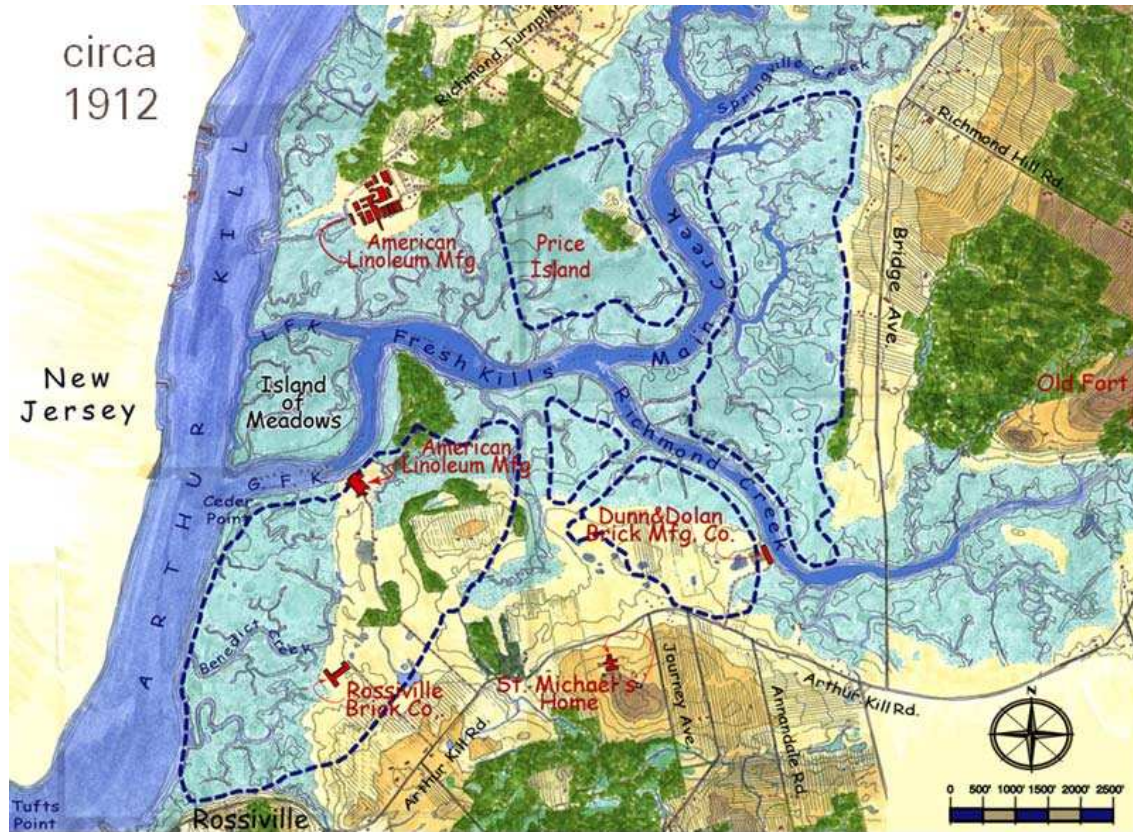 circa
1912
Richmond Turnpike
Springville Creek
Richmond Hill Rd.
ARTHUR KILL
American
Linoleum Mfg
Price
Island
Bridge Ave
L.F.K
Fresh Kills
Main Creeek
New
Jersey
Island
of
Meadows
Old Fort
Richmond Creek
American
Linoleum Mfg
G. F. K
Ceder
Point
Dunn&Dolan
Brick Mfg. Co.
Benedict Creek
Rossiville
Brick Co.
St. Michael's
Home
Journey Ave.
Annandale Rd.
Arthur Kill Rd.
Arthur Kill Rd.
N
0 500' 1000' 1500' 2000' 2500'
Tufts
Point
Rossiville